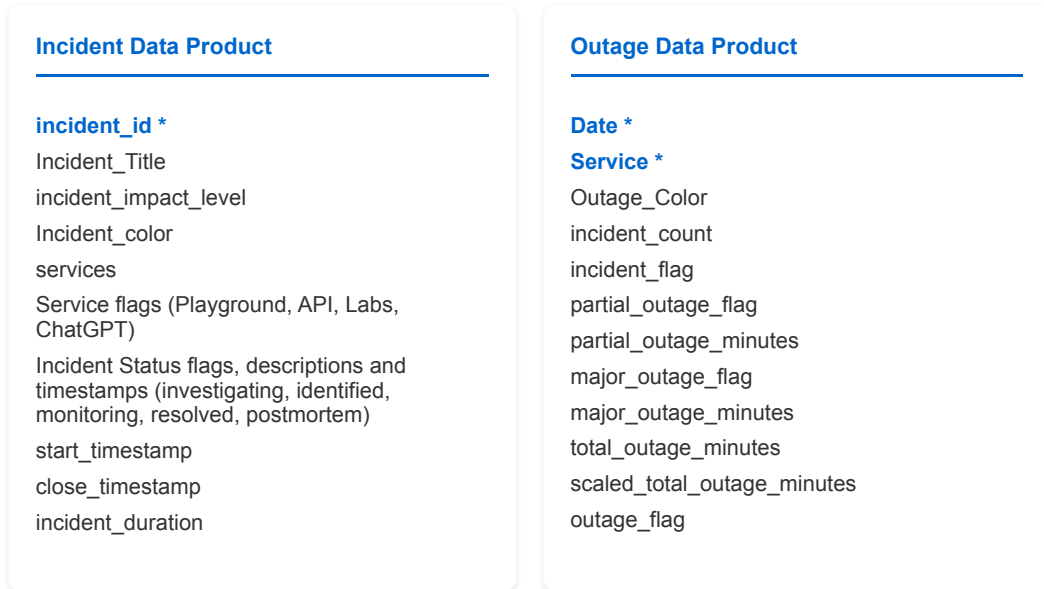 Incident Data Product
incident_id *
Incident_Title
incident_impact_level
Incident_color
services
Service flags (Playground, API, Labs,
ChatGPT)
Incident Status flags, descriptions and
timestamps (investigating, identified,
monitoring, resolved, postmortem)
start_timestamp
close_timestamp
incident_duration
Outage Data Product
Date *
Service *
Outage_Color
incident_count
incident_flag
partial_outage_flag
partial_outage_minutes
major_outage_flag
major_outage_minutes
total_outage_minutes
scaled_total_outage_minutes
outage_flag